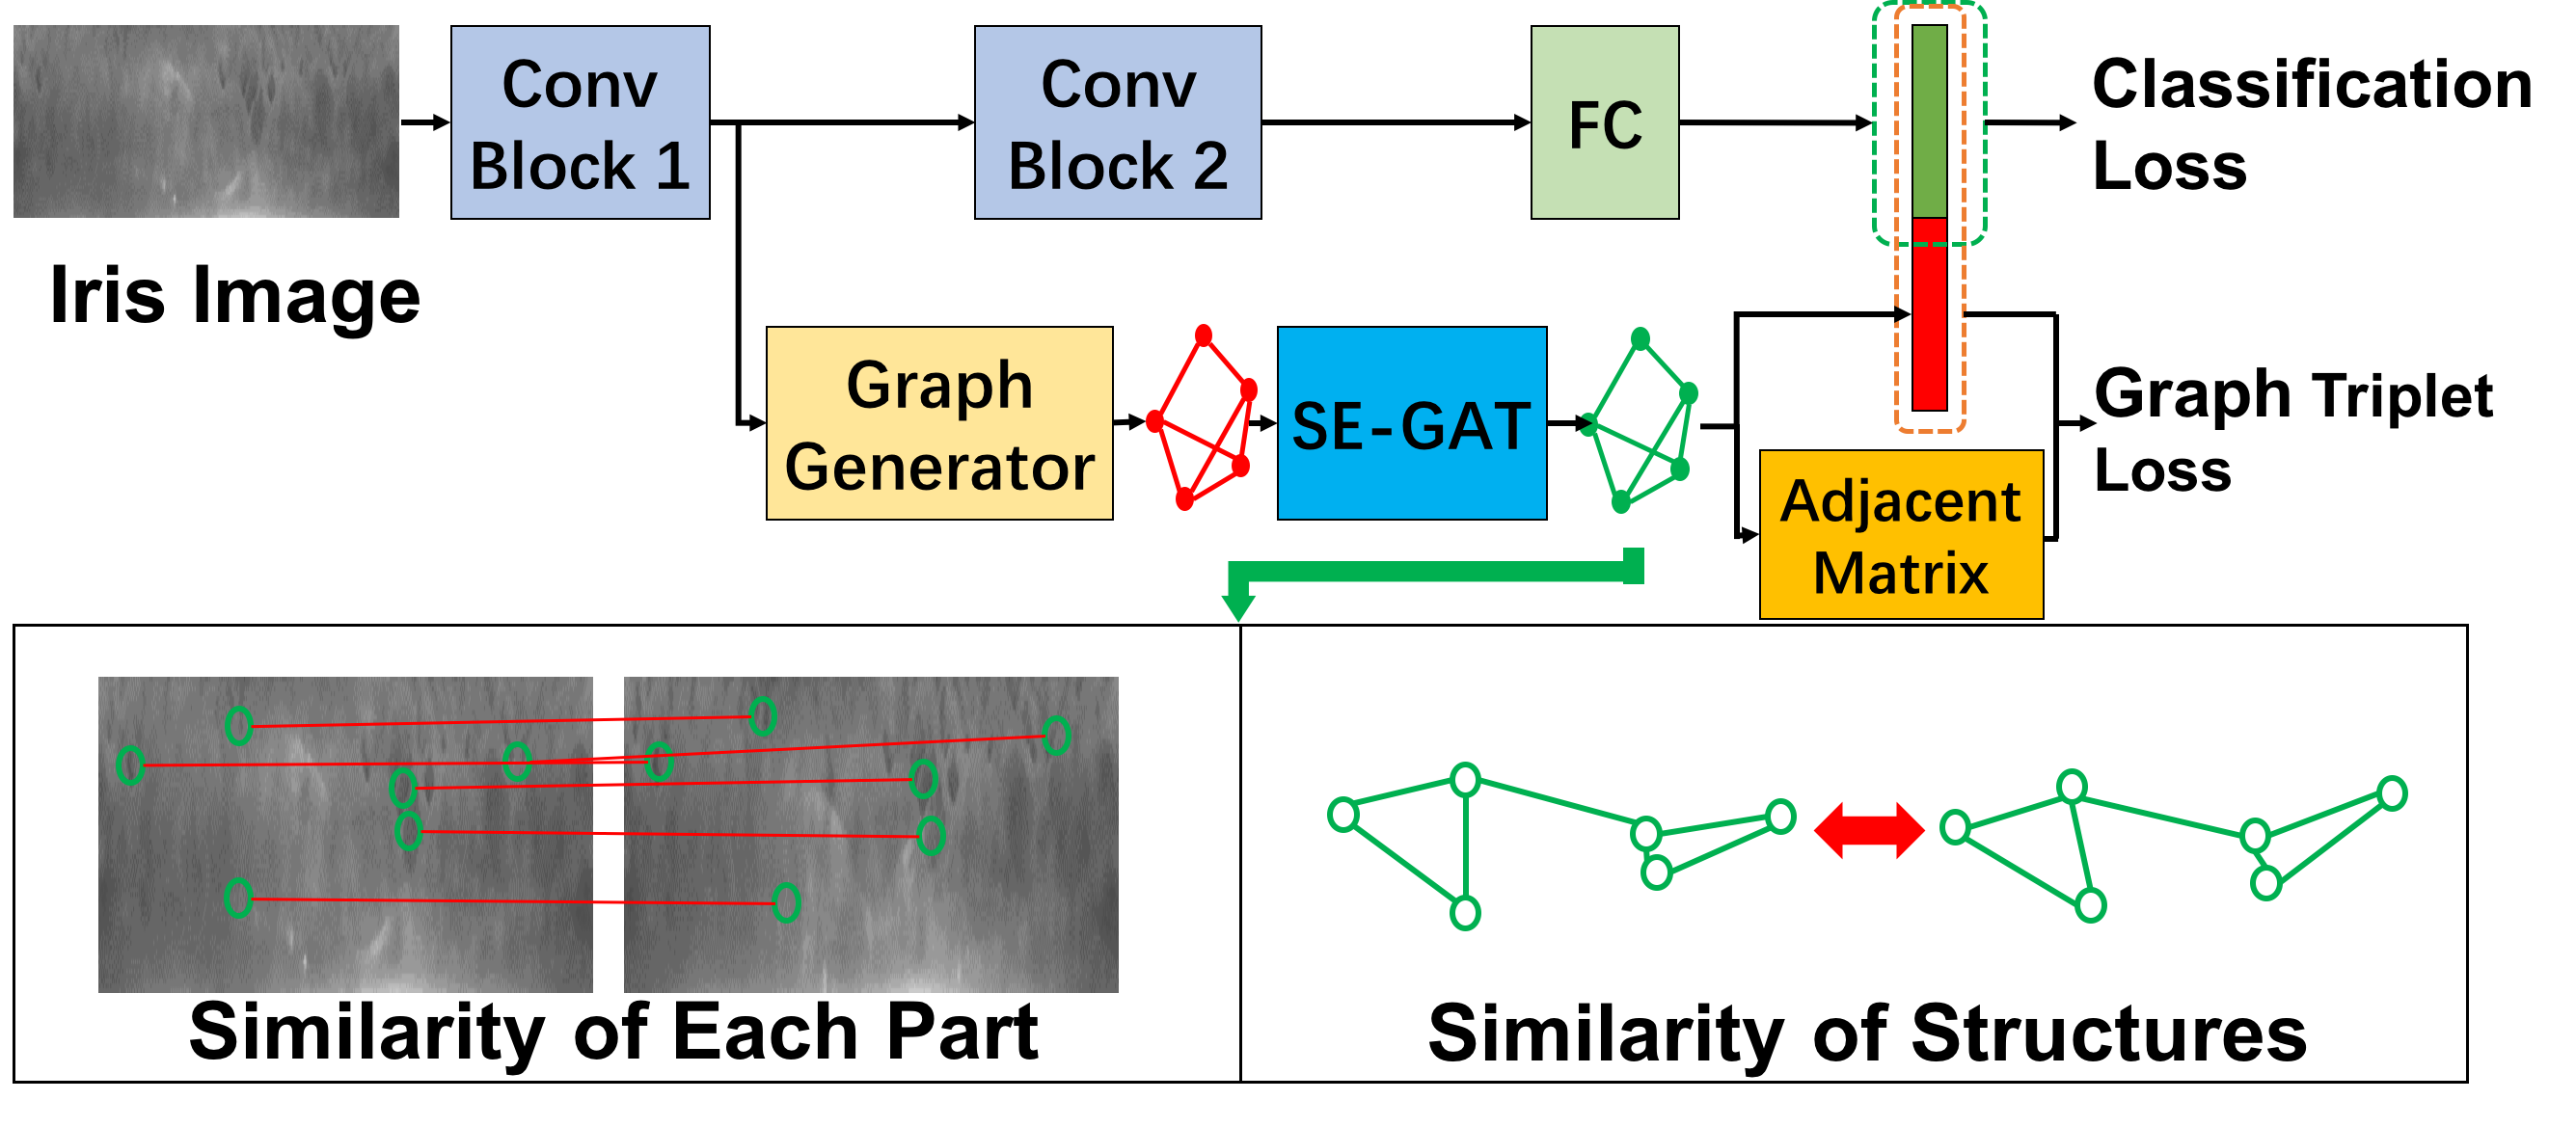 Conv
Block 1
Conv
Block 2
FC
Classification
Loss
Iris Image
Graph
Generator
SE-GAT
Graph Triplet
Loss
Adjacent
Matrix
Similarity of Each Part
Similarity of Structures